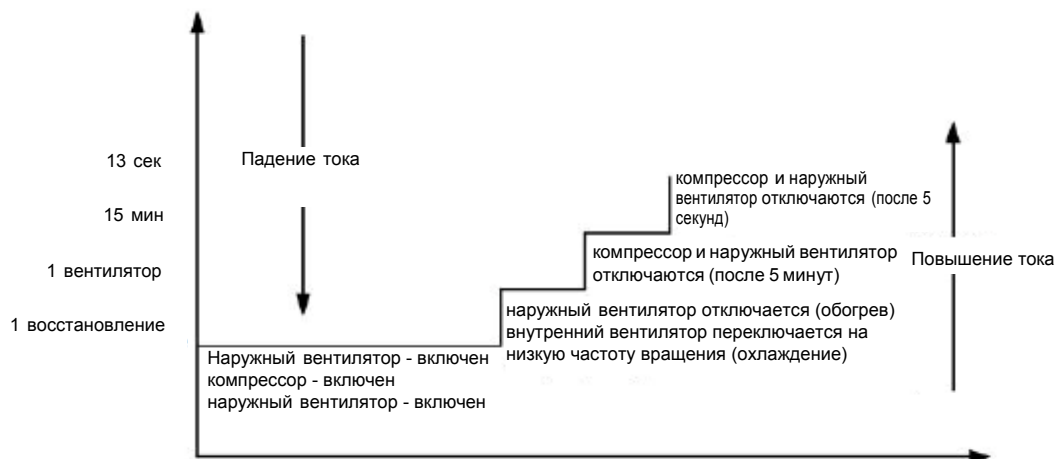 13 сек
15 мин
1 вентилятор
1 восстановление
Падение тока
компрессор и наружный
вентилятор отключаются (после 5
секунд)
компрессор и наружный вентилятор
отключаются (после 5 минут)
наружный вентилятор отключается (обогрев)
внутренний вентилятор переключается на
низкую частоту вращения (охлаждение)
Наружный вентилятор - включен
компрессор - включен
наружный вентилятор - включен
Повышение тока